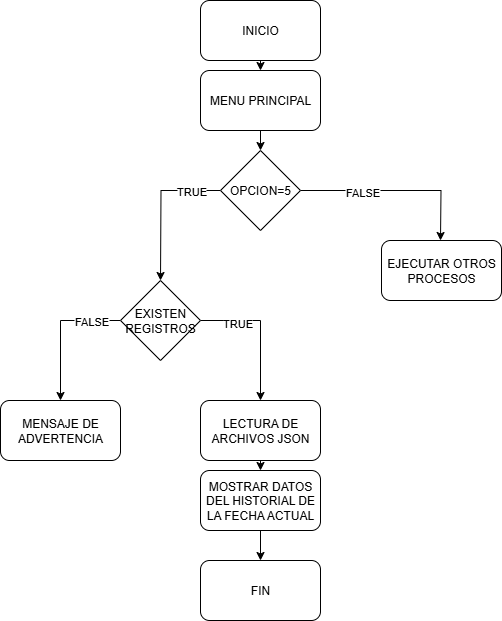 INICIO
MENU PRINCIPAL
OPCION=5
TRUE
FALSE
EJECUTAR OTROS
PROCESOS
EXISTEN
REGISTROS
FALSE
TRUE
MENSAJE DE
ADVERTENCIA
LECTURA DE
ARCHIVOS JSON
MOSTRAR DATOS
DEL HISTORIAL DE
LA FECHA ACTUAL
FIN